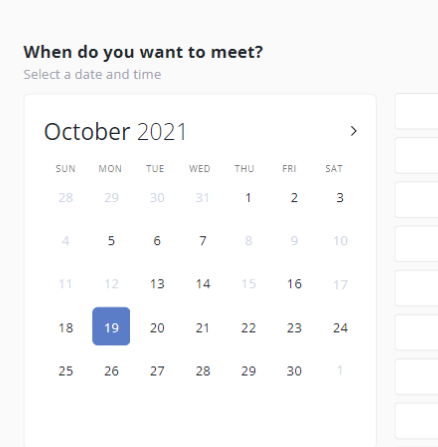 When do you want to meet?
Select a date and time
October 2021
SUN MON TUE WED THU FRI SAT
28 29 30 31 1 2 3
4 5 6 7 8 9 10
11 12 13 14 15 16 17
18 19 20 21 22 23 24
25 26 27 28 29 30 1